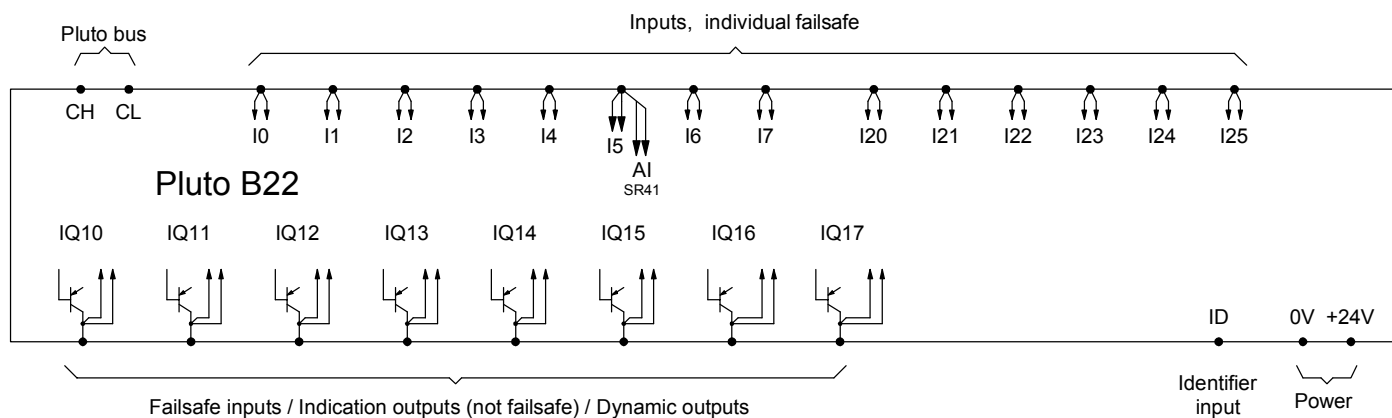 Inputs, individual failsafe
Pluto bus
CH CL I0 I1 I2 I3 I4 I5 I6 I7 I20 I21 I22 I23 I24 I25
AI
SR41
Pluto B22
IQ10 IQ11 IQ12 IQ13 IQ14 IQ15 IQ16 IQ17
ID 0V +24V
Failsafe inputs / Indication outputs (not failsafe) / Dynamic outputs
Identifier
input
Power